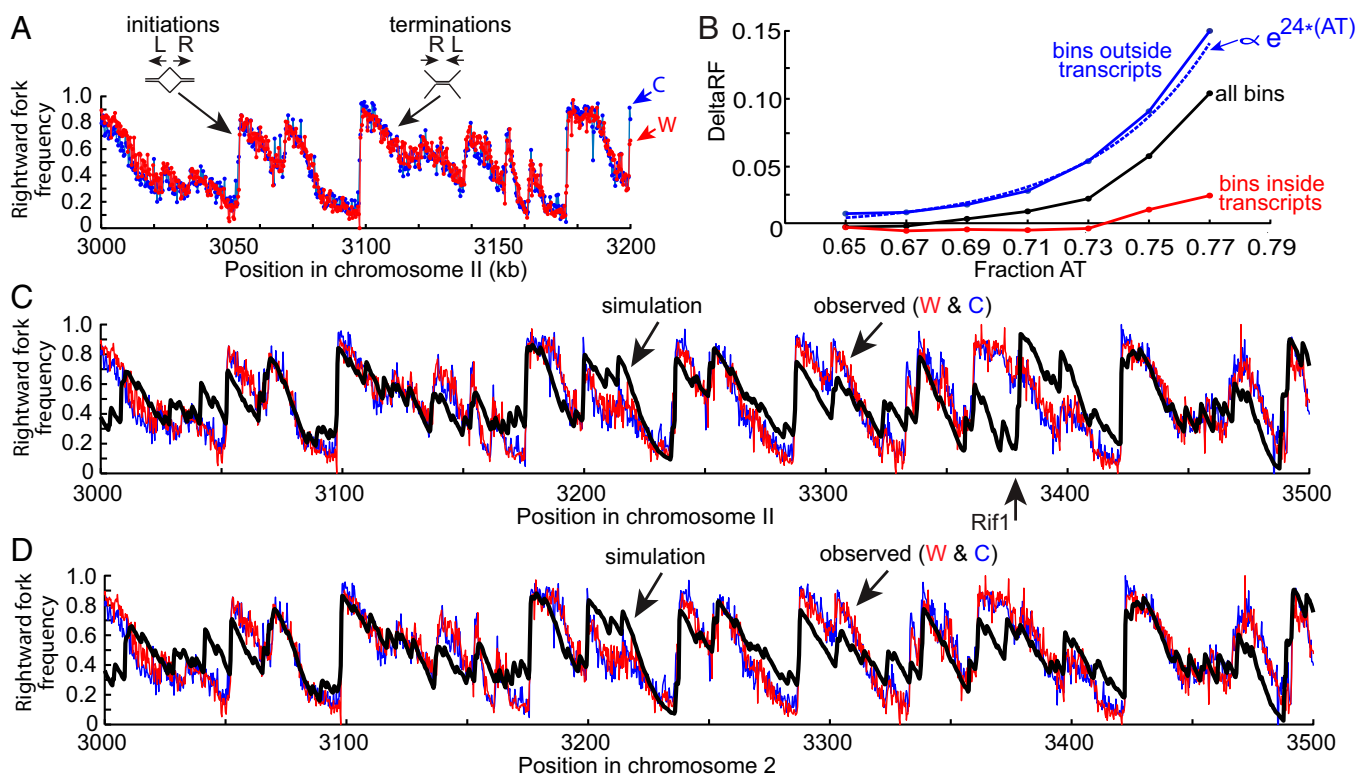 A
initiations
L R
terminations
R L
C
W
Rightward fork
frequency
1.0
0.8
0.6
0.4
0.2
0
3000
3050
3100
3150
3200
Position in chromosome II (kb)
B
0.15
0.10
0.05
0
DeltaRF
bins outside
transcripts
∝ e24*(AT)
all bins
bins inside
transcripts
0.65
0.67
0.69
0.71
0.73
0.75
0.77
0.79
Fraction AT
C
simulation
observed (W & C)
Rightward fork
frequency
1.0
0.8
0.6
0.4
0.2
0
3000
3100
3200
3300
3400
3500
Position in chromosome II
Rif1
D
simulation
observed (W & C)
Rightward fork
frequency
1.0
0.8
0.6
0.4
0.2
0
3000
3100
3200
3300
3400
3500
Position in chromosome 2